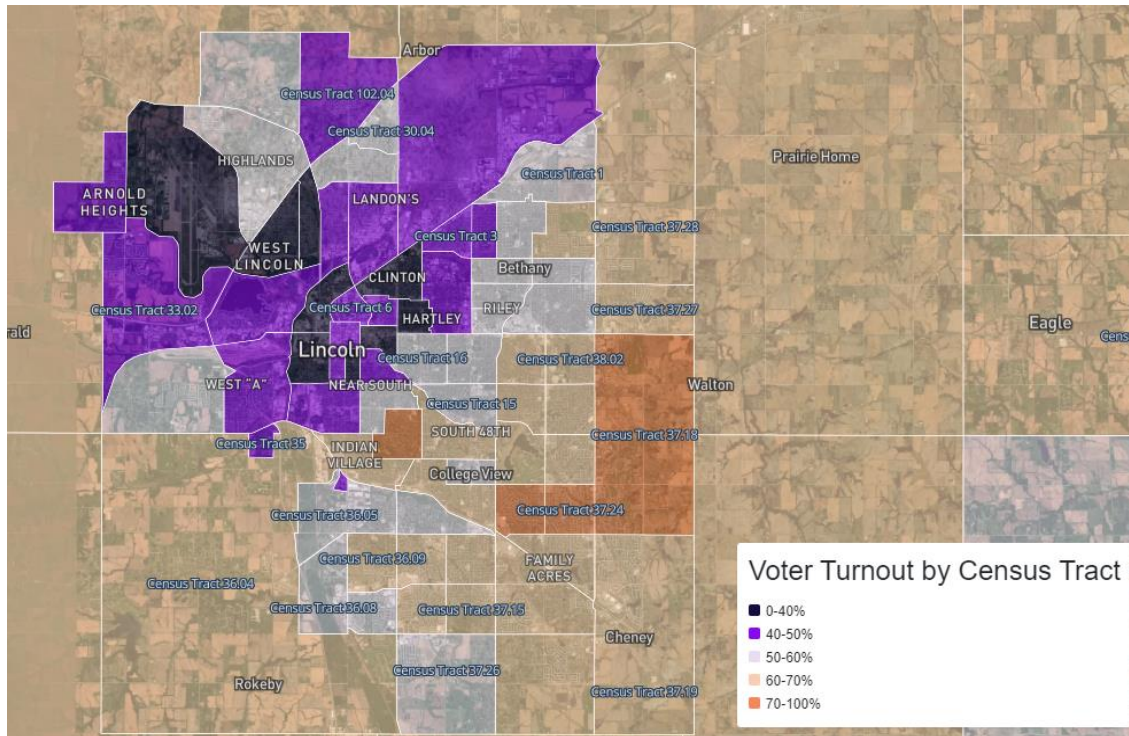 Arbor
Census Tract 102.04
Census Tract 30.04
HIGHLANDS
Prairie Home
Census Tract 1
ARNOLD
HEIGHTS
LANDON'S
Census Tract 37.28
Census Tract 3
WEST
LINCOLN
Bethany
CLINTON
Census Tract 33.02
Census Tract 6
HARTLEY
RILEY
Census Tract 37.27
rald
Eagle
Cens
Lincoln
Census Tract 16
Census Tract 38.02
WEST "A"
NEAR SOUTH
Walton
Census Tract 15
Census Tract 35
SOUTH 48TH
Census Tract 37.18
INDIAN
VILLAGE
College View
Census Tract 36.05
Census Tract 37.24
Census Tract 36.09
FAMILY
ACRES
Census Tract 36.04
Census Tract 36.08
Census Tract 37.15
Cheney
Census Tract 37.26
Rokeby
Census Tract 37.19
Voter Turnout by Census Tract
0-40%
40-50%
50-60%
60-70%
70-100%